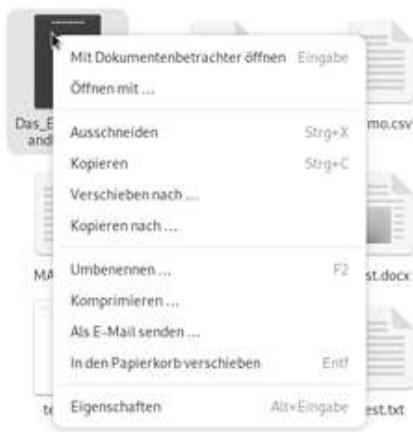 Mit Dokumentenbetrachter öffnen Eingabe
Öffnen mit ...
Das_E
mo.csv
Ausschneiden Strg+X
and
Kopieren Strg+C
Verschieben nach ...
Kopieren nach ...
Umbenennen ... F2
MA
st.docx
Komprimieren ...
Als E-Mail senden ...
In den Papierkorb verschieben Entf
Eigenschaften Alt+Eingabe
te
est.txt